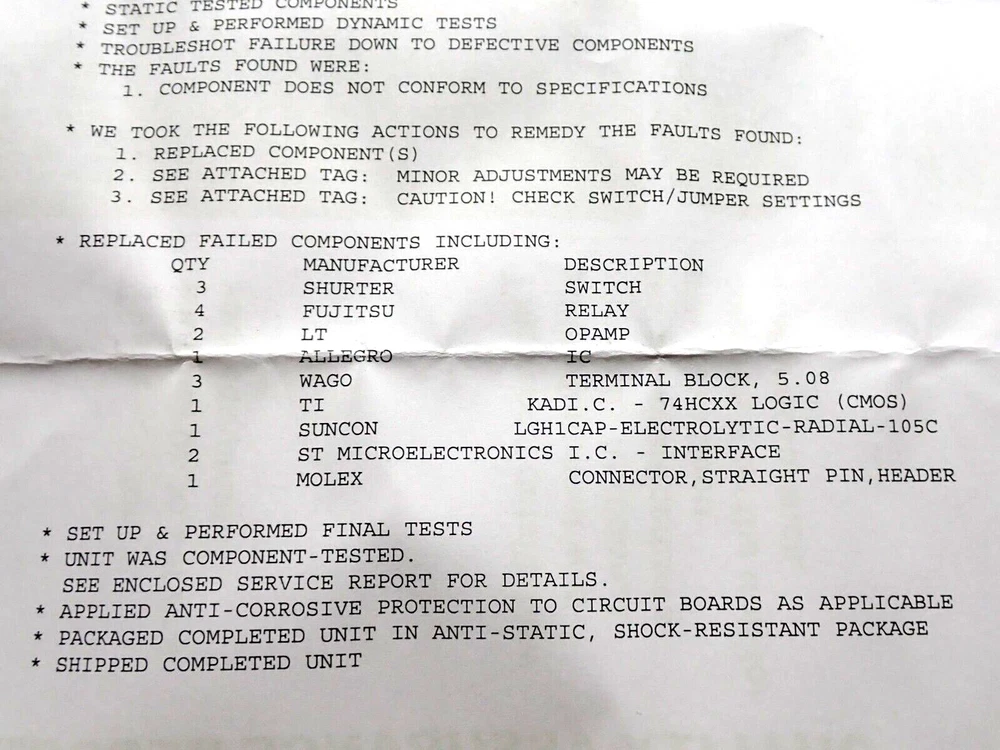 * STATIC TESTED COMPONENTS
* SET UP & PERFORMED DYNAMIC TESTS
* TROUBLESHOT FAILURE DOWN TO DEFECTIVE COMPONENTS
* THE FAULTS FOUND WERE:
1. COMPONENT DOES NOT CONFORM TO SPECIFICATIONS
* WE TOOK THE FOLLOWING ACTIONS TO REMEDY THE FAULTS FOUND:
1. REPLACED COMPONENT(S)
2. SEE ATTACHED TAG: MINOR ADJUSTMENTS MAY BE REQUIRED
3. SEE ATTACHED TAG: CAUTION! CHECK SWITCH/JUMPER SETTINGS
* REPLACED FAILED COMPONENTS INCLUDING:
QTY MANUFACTURER DESCRIPTION
3 SHURTER SWITCH
4 FUJITSU RELAY
2 LT OPAMP
1 ALLEGRO IC
3 WAGO TERMINAL BLOCK, 5.08
1 TI KADI.C. - 74HCXX LOGIC (CMOS)
1 SUNCON LGH1CAP-ELECTROLYTIC-RADIAL-105C
2 ST MICROELECTRONICS I.C. - INTERFACE
1 MOLEX CONNECTOR,STRAIGHT PIN,HEADER
* SET UP & PERFORMED FINAL TESTS
* UNIT WAS COMPONENT-TESTED.
SEE ENCLOSED SERVICE REPORT FOR DETAILS.
* APPLIED ANTI-CORROSIVE PROTECTION TO CIRCUIT BOARDS AS APPLICABLE
* PACKAGED COMPLETED UNIT IN ANTI-STATIC, SHOCK-RESISTANT PACKAGE
* SHIPPED COMPLETED UNIT